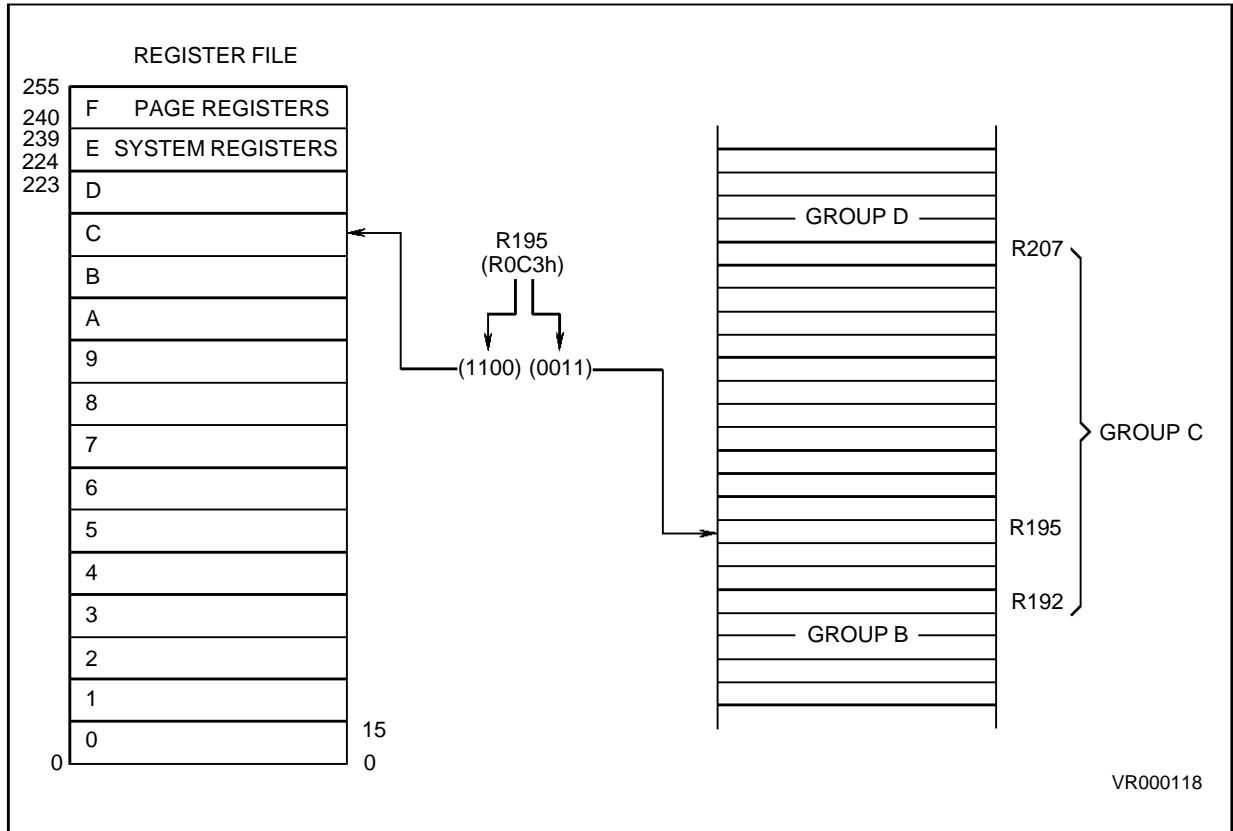 REGISTER FILE
255
240
239
224
223
F PAGE REGISTERS
E SYSTEM REGISTERS
D
C
B
A
9
8
7
6
5
4
3
2
1
0
0
15
0
R195
(R0C3h)
(1100) (0011)
GROUP D
R207
GROUP C
R195
R192
GROUP B
VR000118